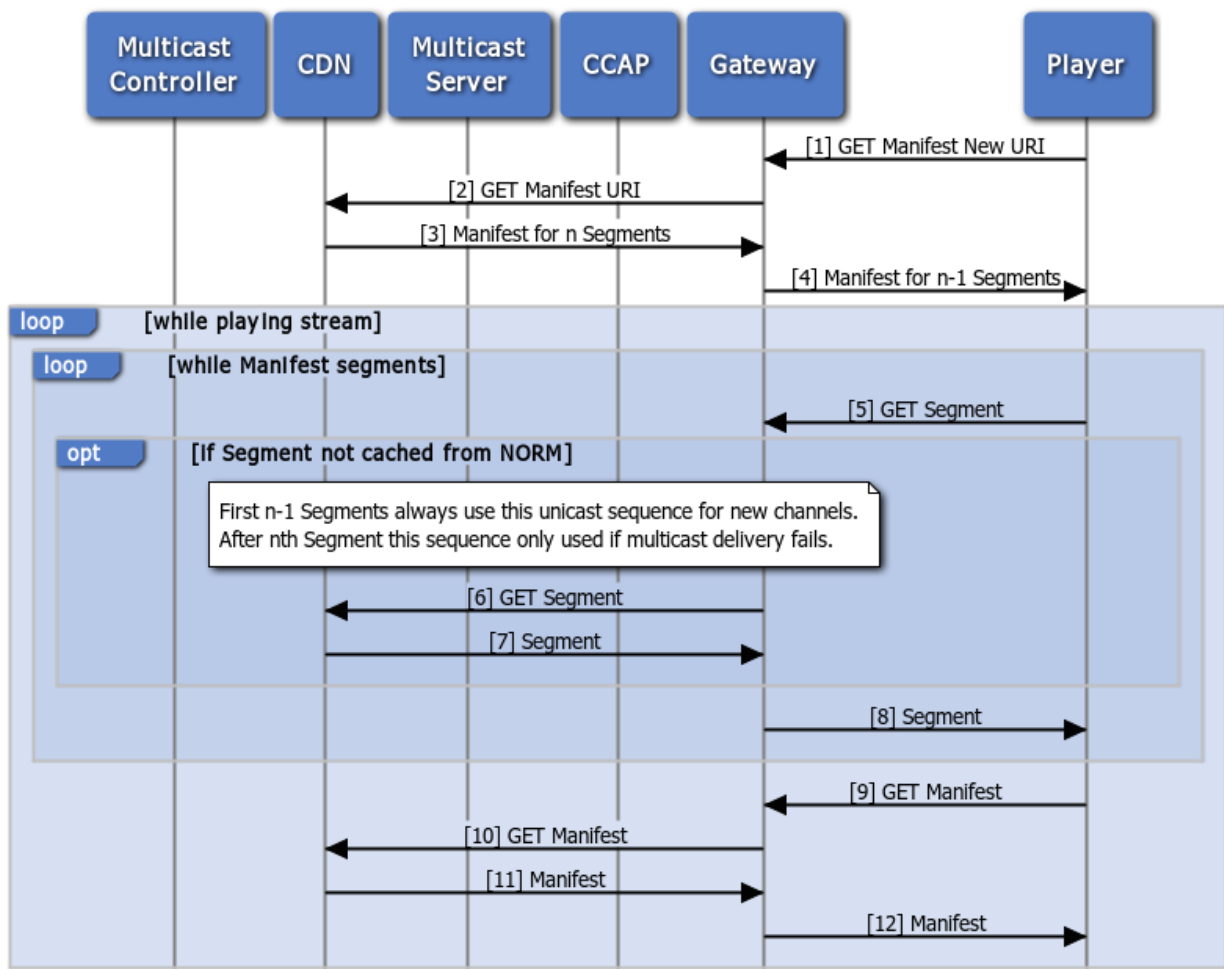 Multicast
Controller
CDN
Multicast
Server
CCAP
Gateway
Player
[1] GET Manifest New URI
[2] GET Manifest URI
[3] Manifest for n Segments
[4] Manifest for n-1 Segments
loop [while playing stream]
loop [while Manifest segments]
[5] GET Segment
opt [If Segment not cached from NORM]
First n-1 Segments always use this unicast sequence for new channels.
After nth Segment this sequence only used if multicast delivery fails.
[6] GET Segment
[7] Segment
[8] Segment
[9] GET Manifest
[10] GET Manifest
[11] Manifest
[12] Manifest